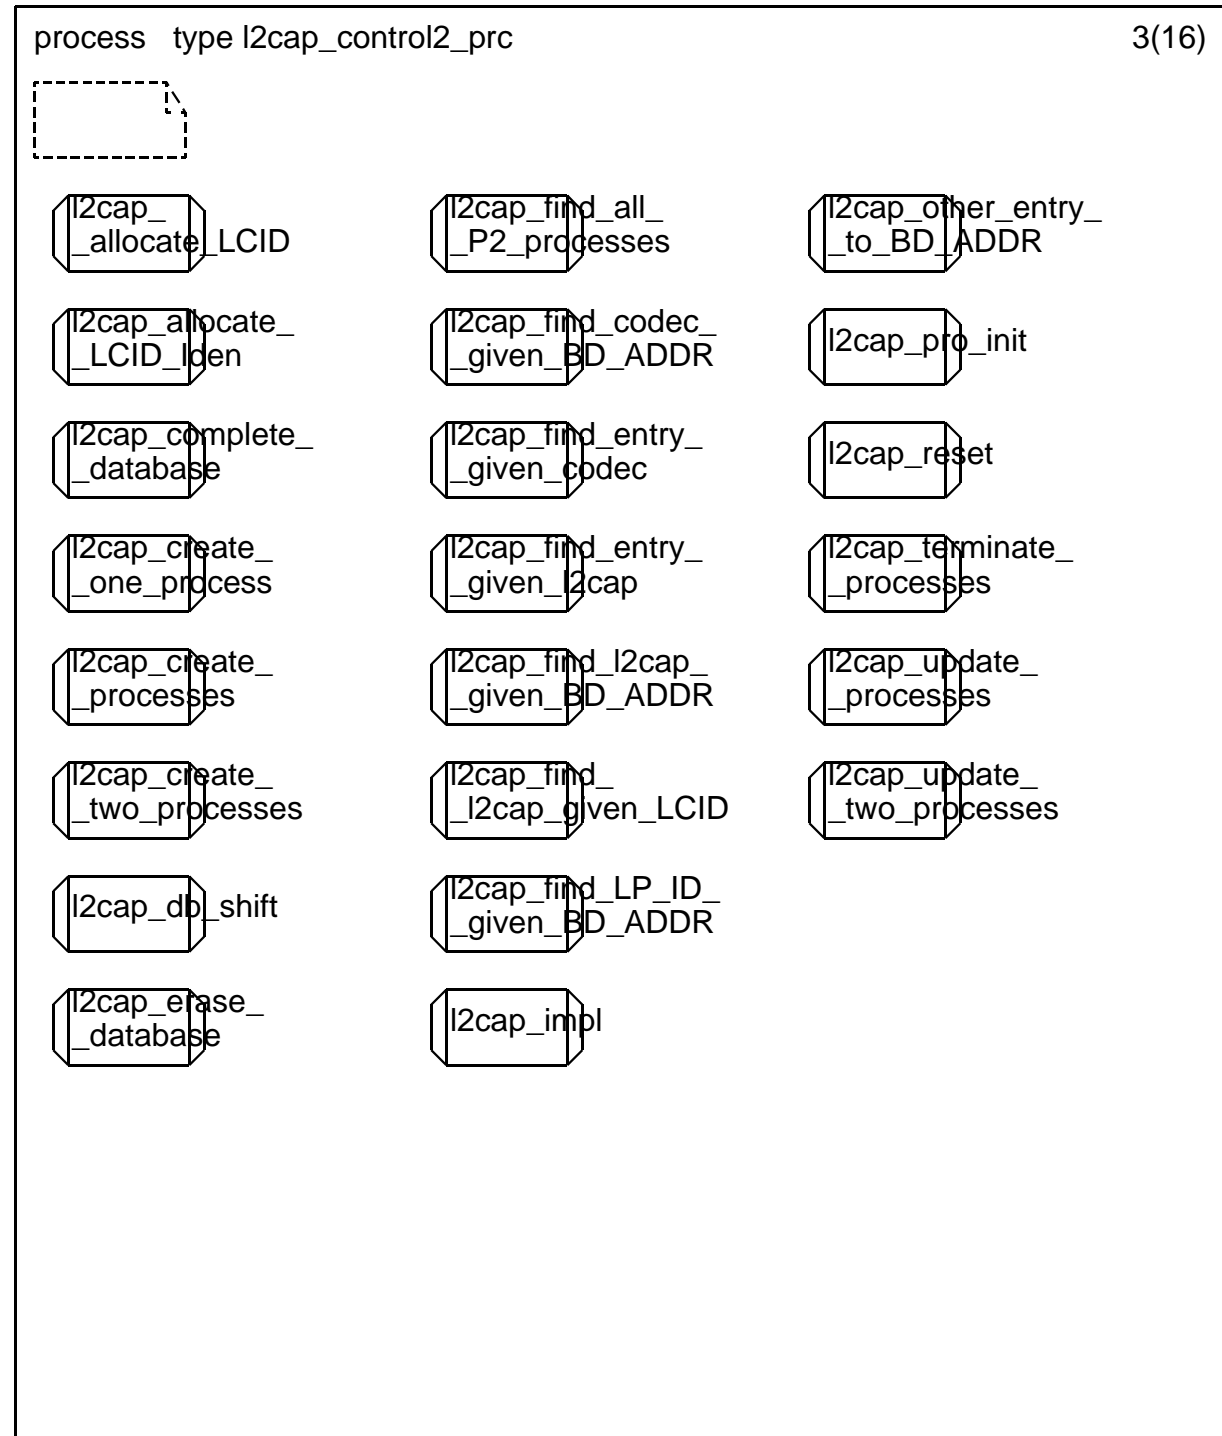 process type l2cap_control2_prc
3(16)
l2cap_
_allocate_LCID
l2cap_allocate_
_LCID_Iden
l2cap_complete_
_database
l2cap_create_
_one_process
l2cap_create_
_processes
l2cap_create_
_two_processes
l2cap_db_shift
l2cap_erase_
_database
l2cap_find_all_
_P2_processes
l2cap_find_codec_
_given_BD_ADDR
l2cap_find_entry_
_given_codec
l2cap_find_entry_
_given_l2cap
l2cap_find_l2cap_
_given_BD_ADDR
l2cap_find_
_l2cap_given_LCID
l2cap_find_LP_ID_
_given_BD_ADDR
l2cap_impl
l2cap_other_entry_
_to_BD_ADDR
l2cap_pro_init
l2cap_reset
l2cap_terminate_
_processes
l2cap_update_
_processes
l2cap_update_
_two_processes